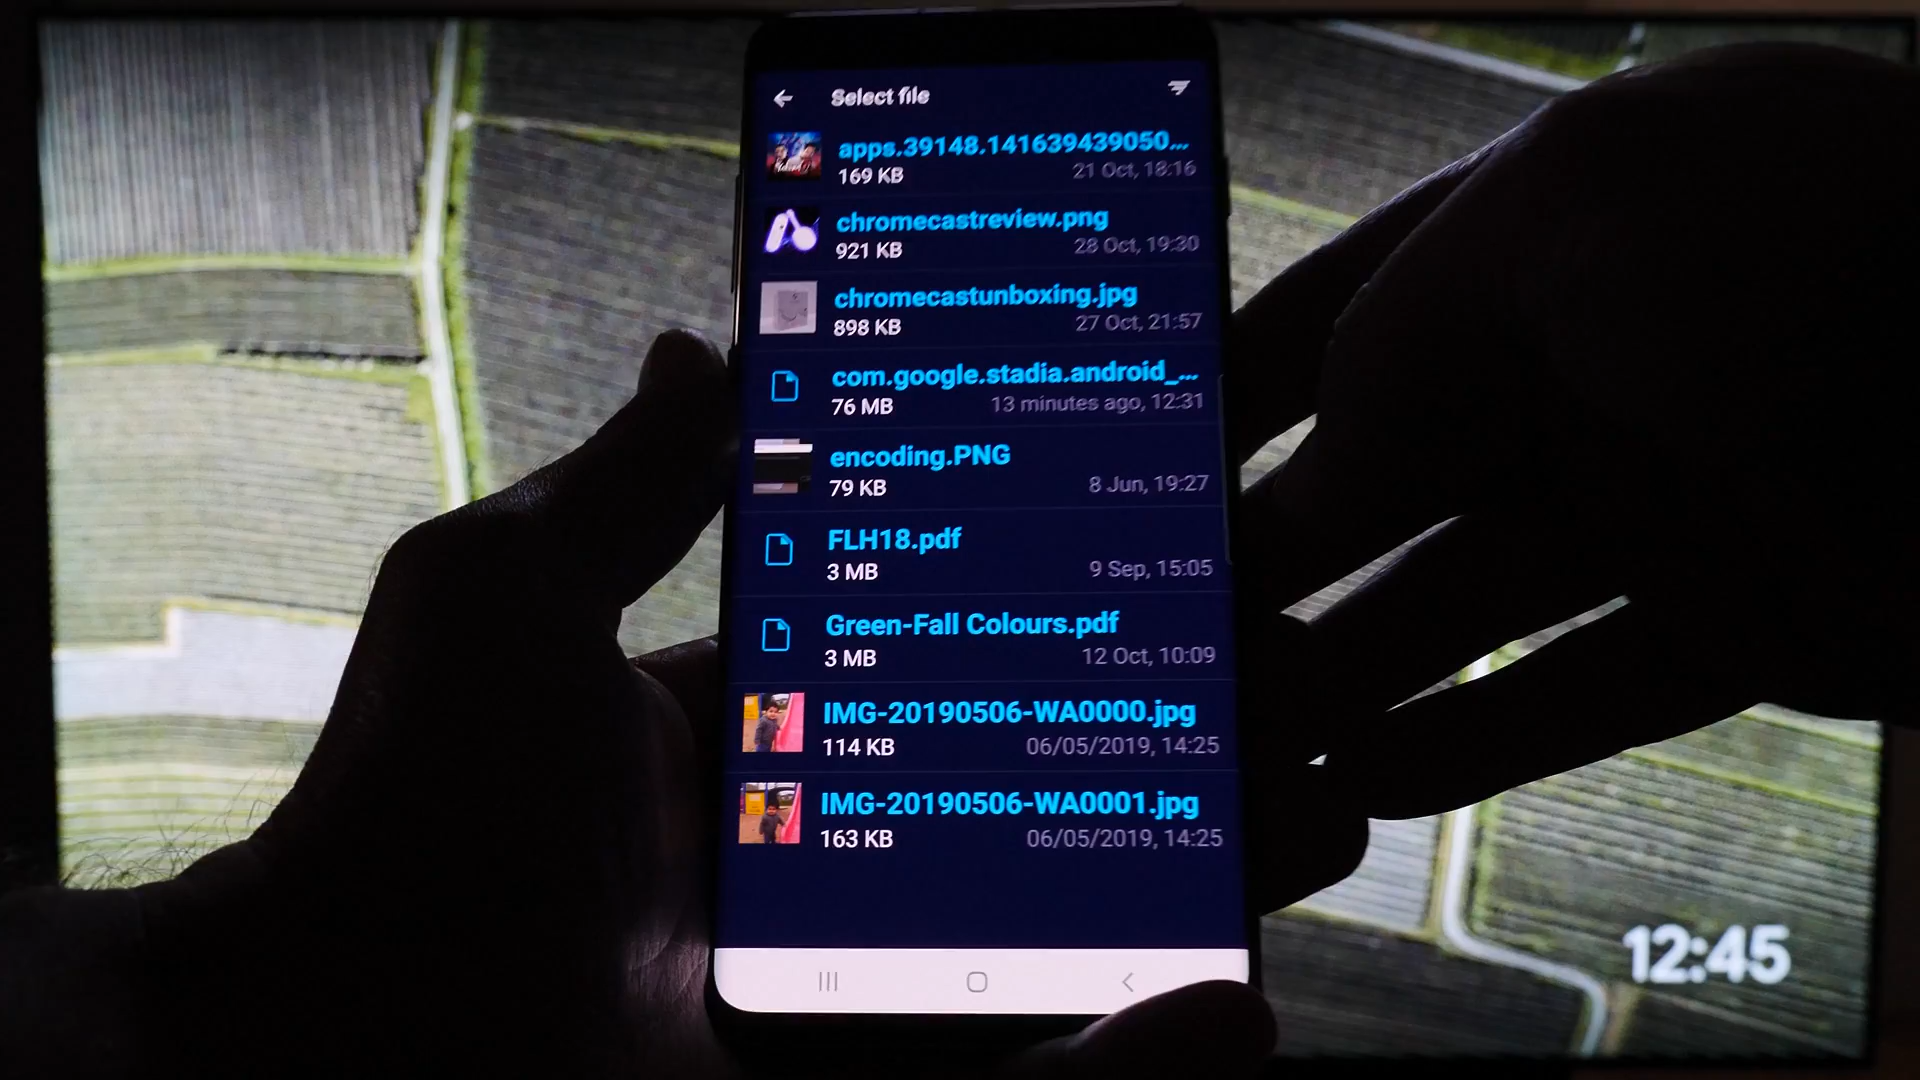 Select file
apps.39148.141639439050...
169 KB 21 Oct, 18:16
chromecastreview.png
921 KB 28 Oct, 19:30
chromecastunboxing.jpg
898 KB 27 Oct, 21:57
com.google.stadia.android_...
76 MB 13 minutes ago, 12:31
encoding.PNG
79 KB 8 Jun, 19:27
FLH18.pdf
3 MB 9 Sep, 15:05
Green-Fall Colours.pdf
3 MB 12 Oct, 10:09
IMG-20190506-WA0000.jpg
114 KB 06/05/2019, 14:25
IMG-20190506-WA0001.jpg
163 KB 06/05/2019, 14:25
12:45